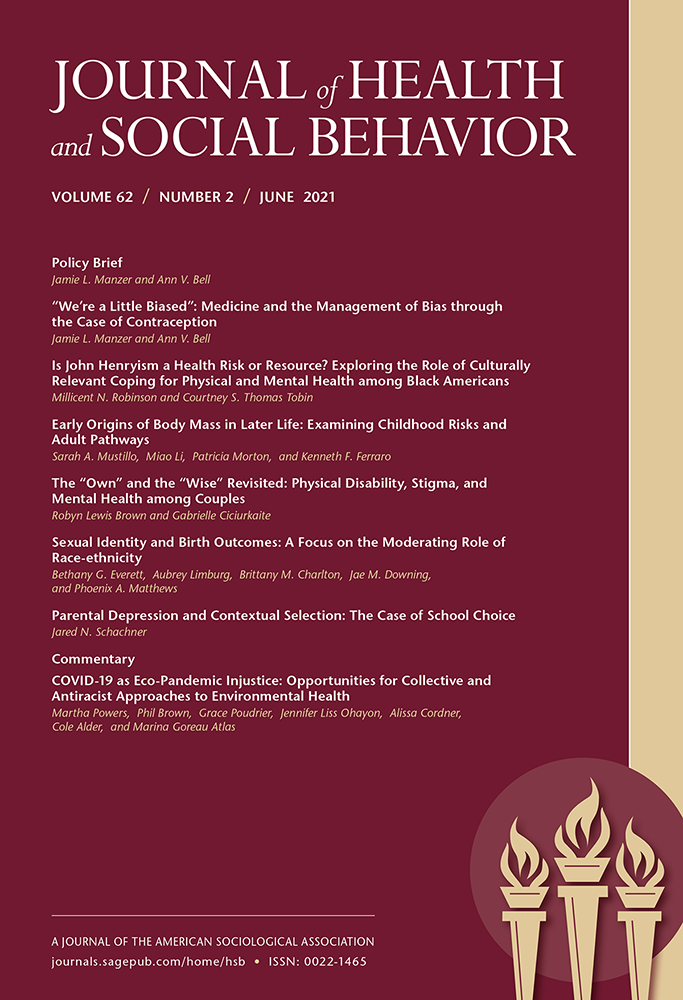 JOURNAL of HEALTH
and SOCIAL BEHAVIOR
VOLUME 62 / NUMBER 2 / JUNE 2021
Policy Brief
Jamie L. Manzer and Ann V. Bell
“We’re a Little Biased”: Medicine and the Management of Bias through
the Case of Contraception
Jamie L. Manzer and Ann V. Bell
Is John Henryism a Health Risk or Resource? Exploring the Role of Culturally
Relevant Coping for Physical and Mental Health among Black Americans
Millicent N. Robinson and Courtney S. Thomas Tobin
Early Origins of Body Mass in Later Life: Examining Childhood Risks and
Adult Pathways
Sarah A. Mustillo, Miao Li, Patricia Morton, and Kenneth F. Ferraro
The “Own” and the “Wise” Revisited: Physical Disability, Stigma, and
Mental Health among Couples
Robyn Lewis Brown and Gabrielle Ciciurkaite
Sexual Identity and Birth Outcomes: A Focus on the Moderating Role of
Race-ethnicity
Bethany G. Everett, Aubrey Limburg, Brittany M. Charlton, Jae M. Downing,
and Phoenix A. Matthews
Parental Depression and Contextual Selection: The Case of School Choice
Jared N. Schachner
Commentary
COVID-19 as Eco-Pandemic Injustice: Opportunities for Collective and
Antiracist Approaches to Environmental Health
Martha Powers, Phil Brown, Grace Poudrier, Jennifer Liss Ohayon, Alissa Cordner,
Cole Alder, and Marina Goreau Atlas
A JOURNAL OF THE AMERICAN SOCIOLOGICAL ASSOCIATION
journals.sagepub.com/home/hsb • ISSN: 0022-1465